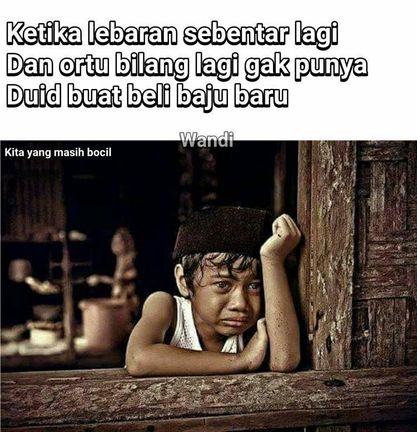 Ketika lebaran sebentar lagi
Dan ortu bilang lagi gak punya
Duid buat beli baju baru
Wandi
Kita yang masih bocil